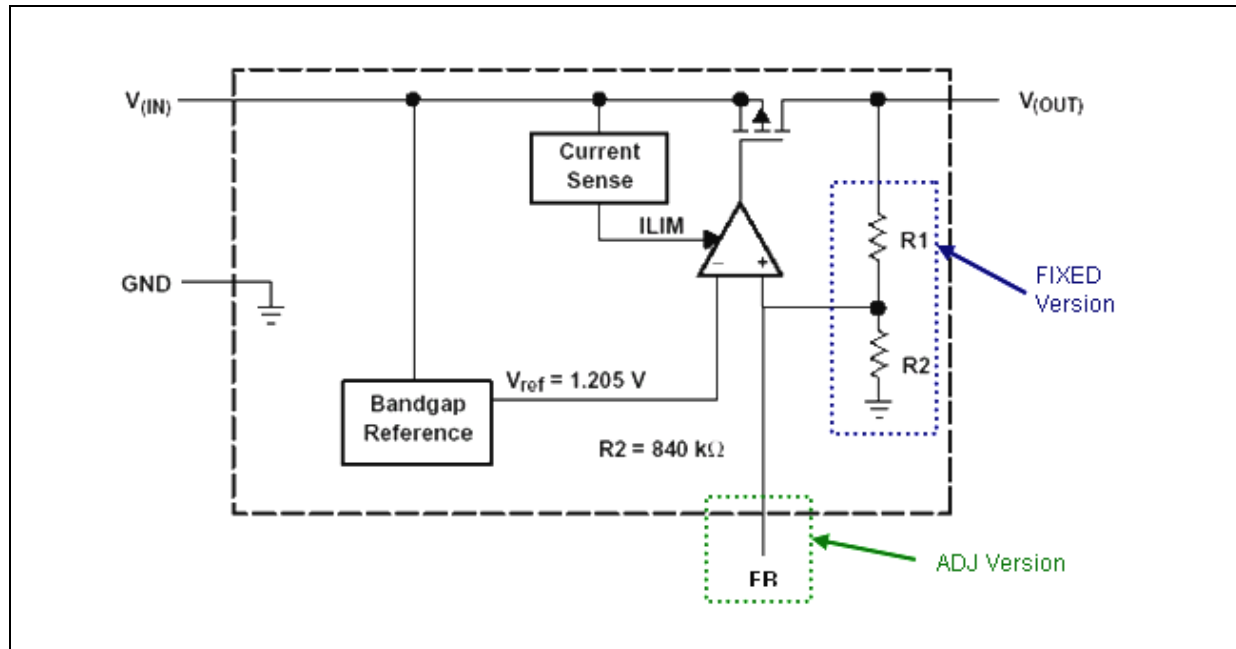 V(IN)
V(OUT)
Current
Sense
ILIM
R1
GND
FIXED
Version
− +
R2
Vref = 1.205 V
Bandgap
Reference
R2 = 840 kΩ
ADJ Version
FB